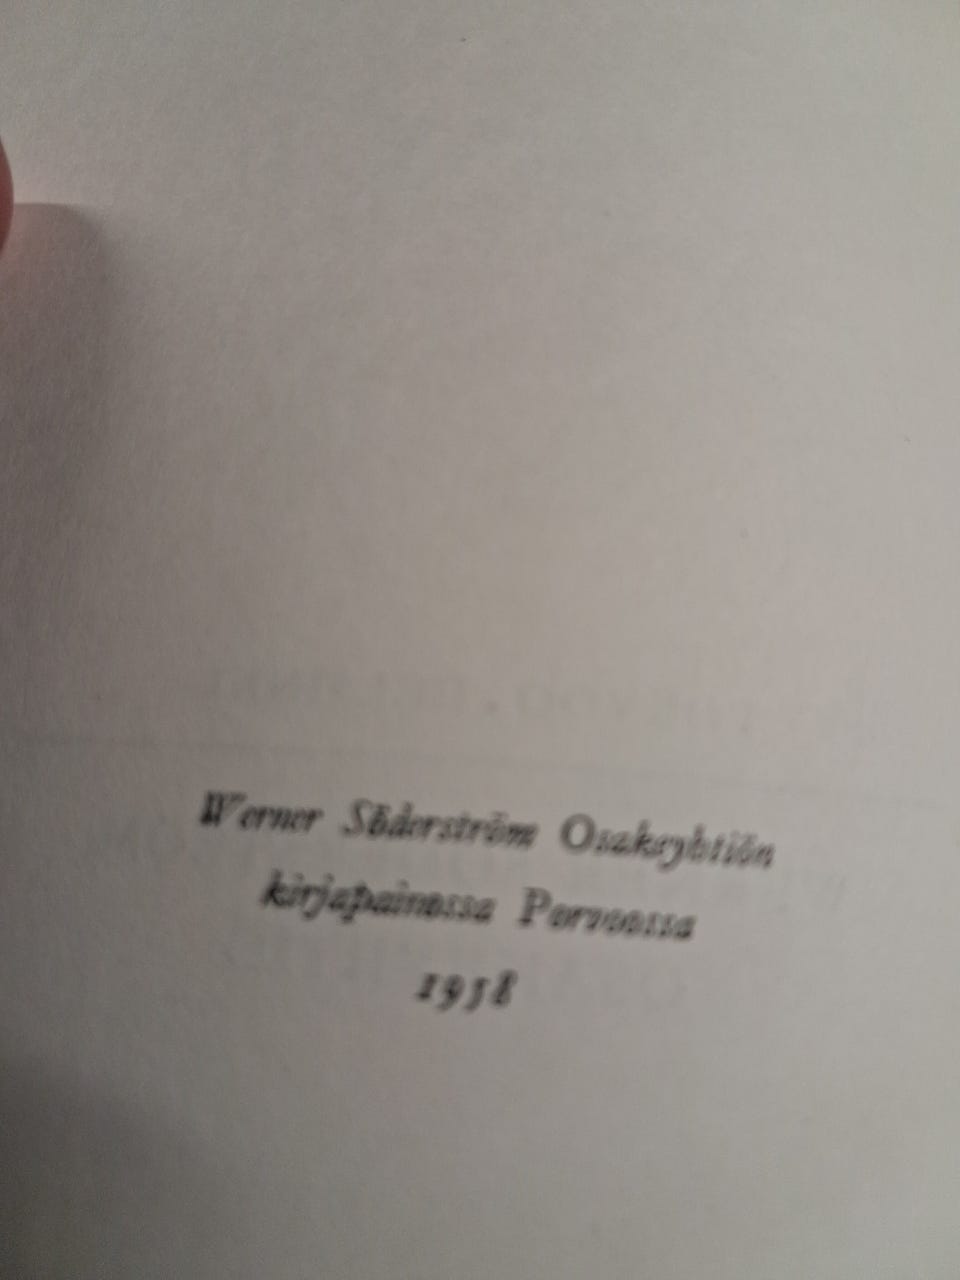 Werner Söderström Osakeyhtiön
kirjapainossa Porvoossa
1958